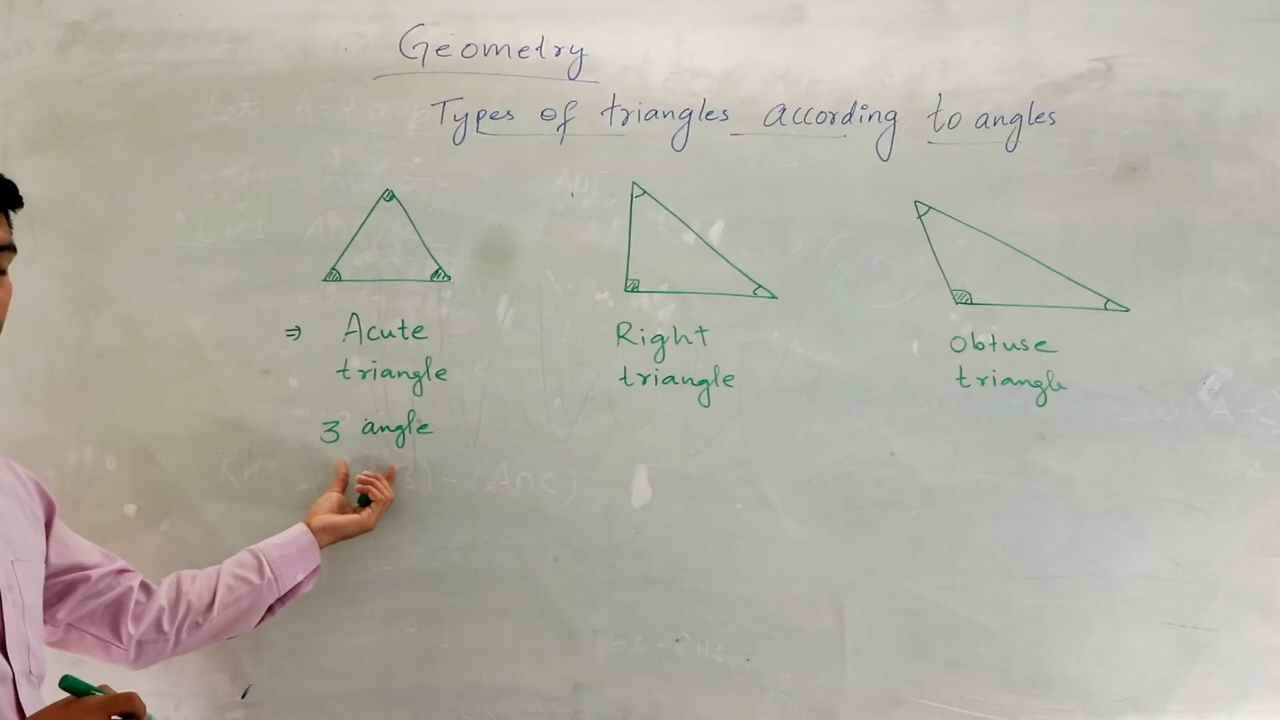 Geometry
Types of triangles according to angles
⇒ Acute
triangle
3 angle
Right
triangle
Obtuse
triangle